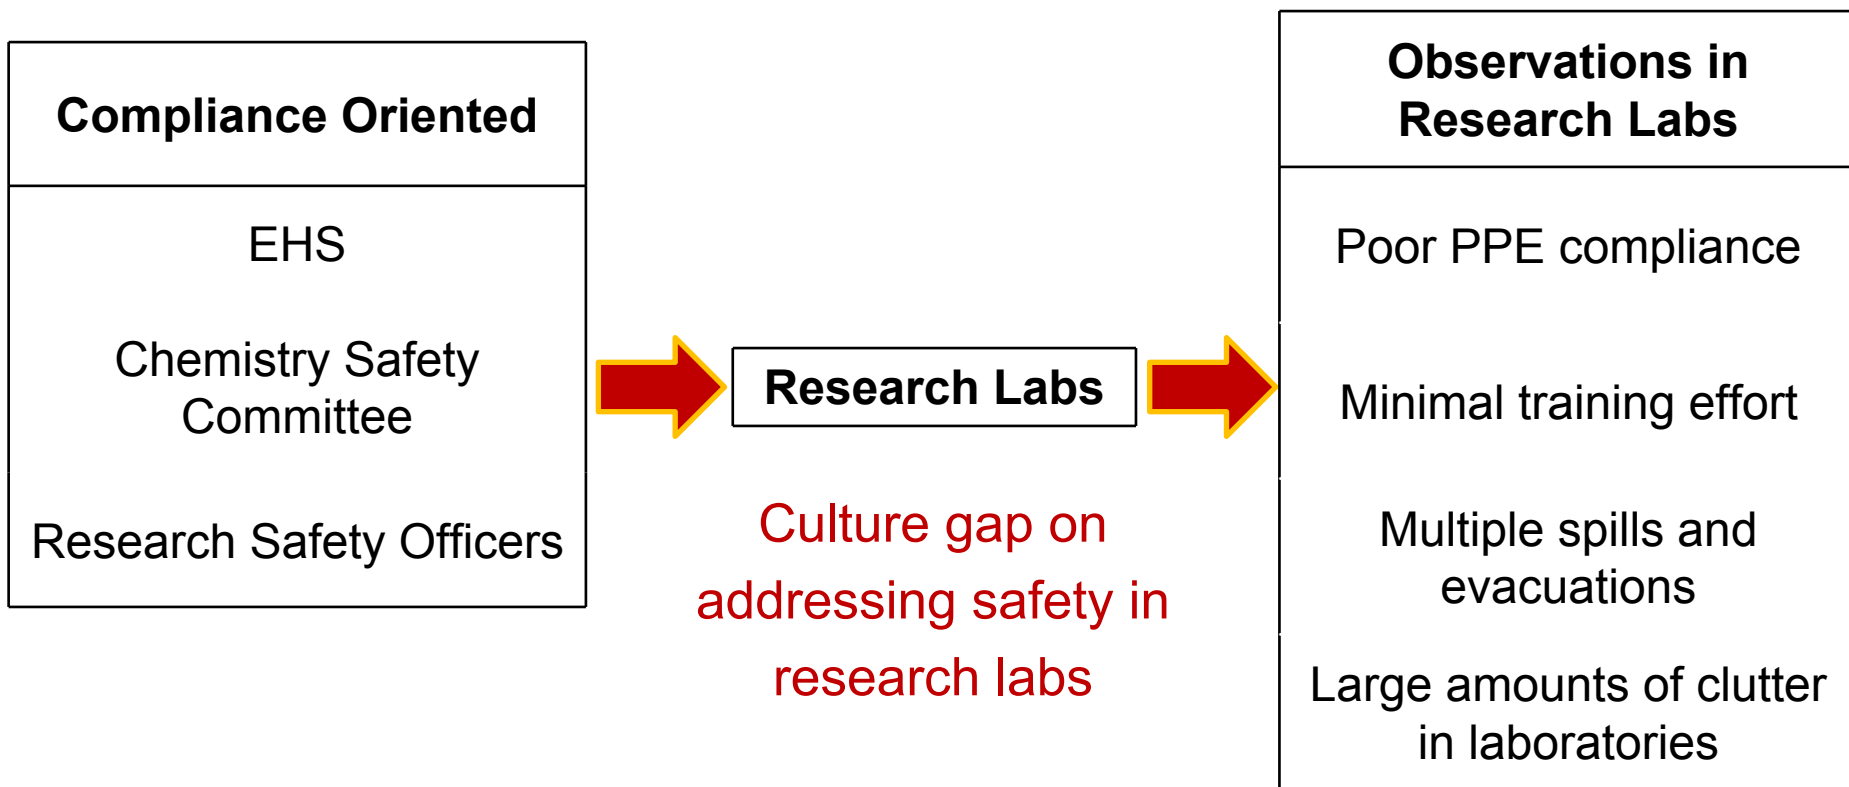 Compliance Oriented
EHS
Chemistry Safety
Committee
Research Safety Officers
Research Labs
Culture gap on
addressing safety in
research labs
Observations in
Research Labs
Poor PPE compliance
Minimal training effort
Multiple spills and
evacuations
Large amounts of clutter
in laboratories